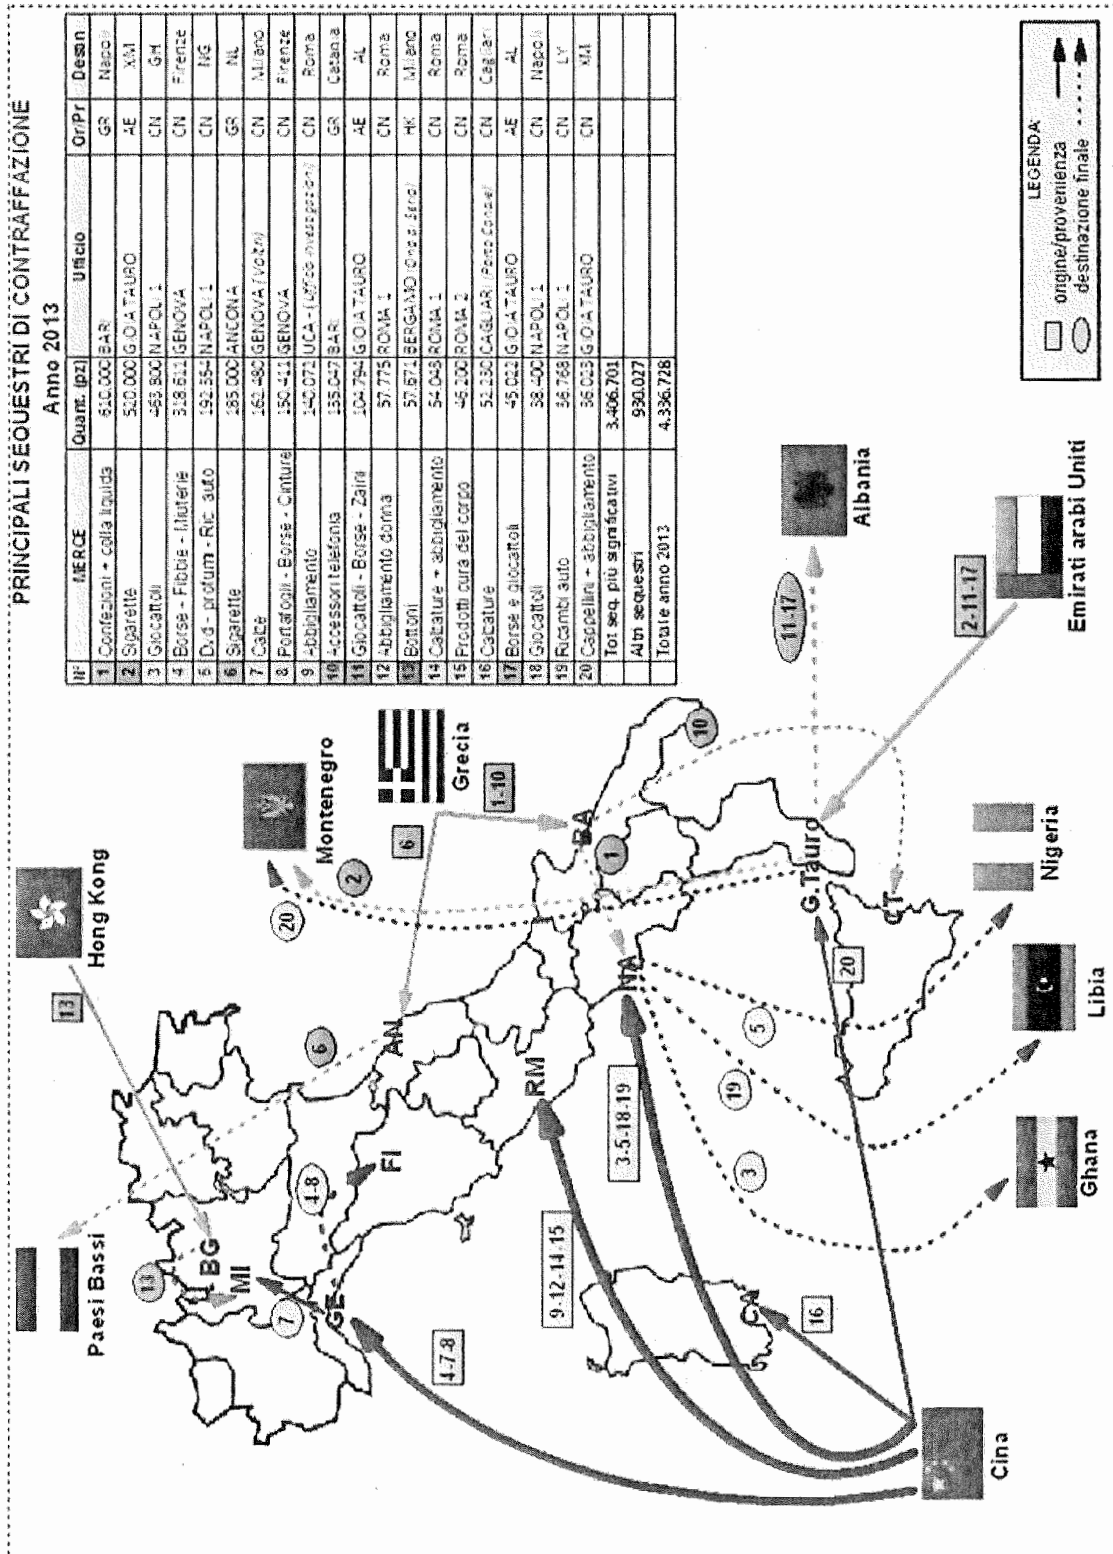 PRINCIPALI SEQUESTRI DI CONTRAFFAZIONE
Anno 2013
N° MERCE Quant. (pz) Ufficio Or/Pr Destin.
1 Confezioni + colla liquida 610.000 BARI GR Napoli
2 Sigarette 520.000 GIOIA TAURO AE XM
3 Giocattoli 463.800 NAPOLI 1 CN GH
4 Borse - Fibbie - Muterie 318.611 GENOVA CN Firenze
5 Dvd - profum - Ric. auto 192.354 NAPOLI 1 CN NG
6 Sigarette 185.000 ANCONA GR NL
7 Calze 162.480 GENOVA (Voltri) CN Milano
8 Portafogli - Borse - Cinture 150.411 GENOVA CN Firenze
9 Abbigliamento 140.072 UCA - (Ufficio investigazioni) CN Roma
10 Accessori telefonia 135.047 BARI GR Catania
11 Giocattoli - Borse - Zaini 104.794 GIOIA TAURO AE AL
12 Abbigliamento donna 57.775 ROMA 1 CN Roma
13 Bottoni 57.671 BERGAMO (Orio a. Serio) HK Milano
14 Calzature + abbigliamento 54.048 ROMA 1 CN Roma
15 Prodotti cura del corpo 46.200 ROMA 2 CN Roma
16 Calzature 52.230 CAGLIARI (Porto Canale) CN Cagliari
17 Borse e giocattoli 45.022 GIOIA TAURO AE AL
18 Giocattoli 38.400 NAPOLI 1 CN Napoli
19 Ricambi auto 36.768 NAPOLI 1 CN LY
20 Cappellini + abbigliamento 36.023 GIOIA TAURO CN XM
Tot seq. più significativi 3.406.701
Altri sequestri 930.027
Totale anno 2013 4.336.728
LEGENDA:
origine/provenienza
destinazione finale
Paesi Bassi
Hong Kong
Montenegro
Grecia
Albania
Emirati arabi Uniti
Nigeria
Libia
Ghana
Cina
13
13
BG
MI
7
GE
4-8
FI
6
AN
6
20
2
1-10
BA
1
10
11-17
2-11-17
G.Tauro
CT
20
NA
RM
5
19
3
3-5-18-19
9-12-14-15
4-7-8
CA
16